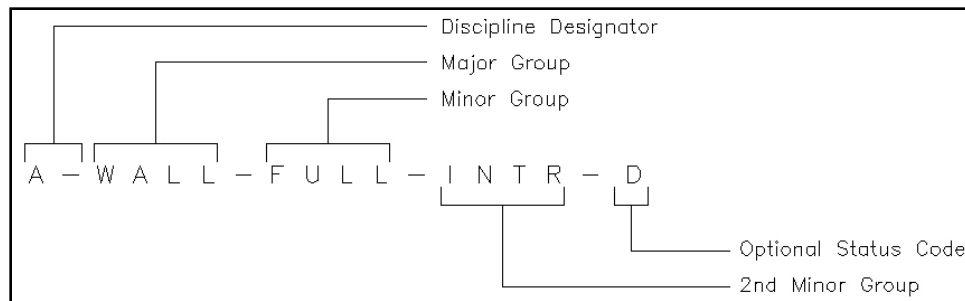 Discipline Designator
Major Group
Minor Group
A-WALL-FULL-INTR-D
Optional Status Code
2nd Minor Group